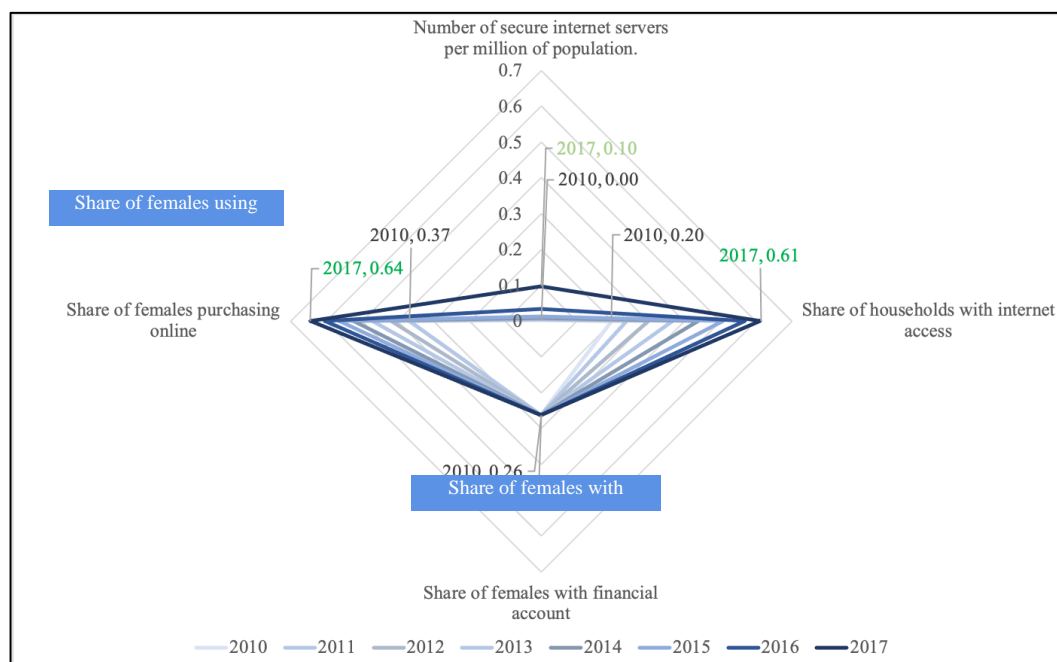 Number of secure internet servers
per million of population.
0.7
0.6
0.5
0.4
0.3
0.2
0.1
0
2017, 0.10
2010, 0.00
Share of females using
2010, 0.37
2010, 0.20
2017, 0.64
2017, 0.61
Share of females purchasing
online
Share of households with internet
access
2010, 0.26
Share of females with
Share of females with financial
account
2010 2011 2012 2013 2014 2015 2016 2017